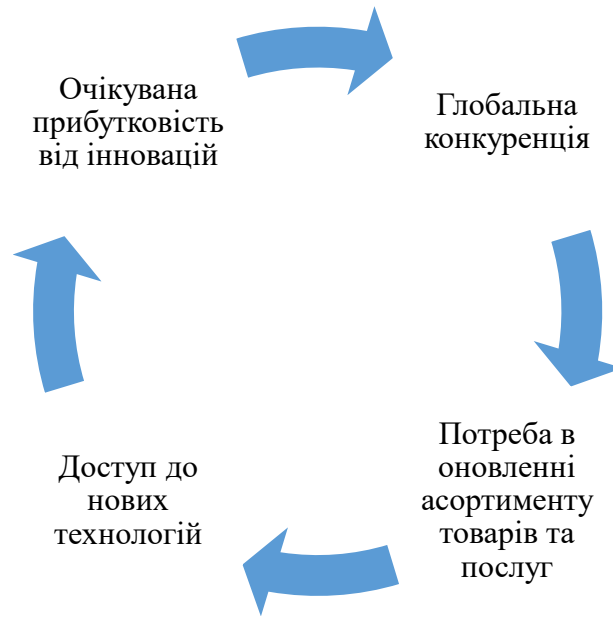 Очікувана
прибутковість
від інновацій
Глобальна
конкуренція
Потреба в
оновленні
асортименту
товарів та
послуг
Доступ до
нових
технологій